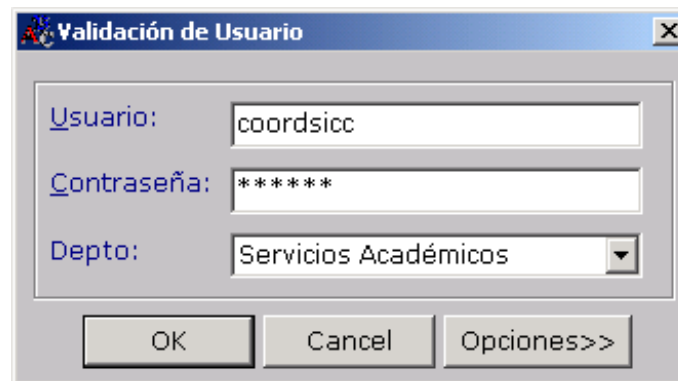 Validación de Usuario
Usuario: coordsicc
Contraseña: ******
Depto: Servicios Académicos
OK Cancel Opciones>>